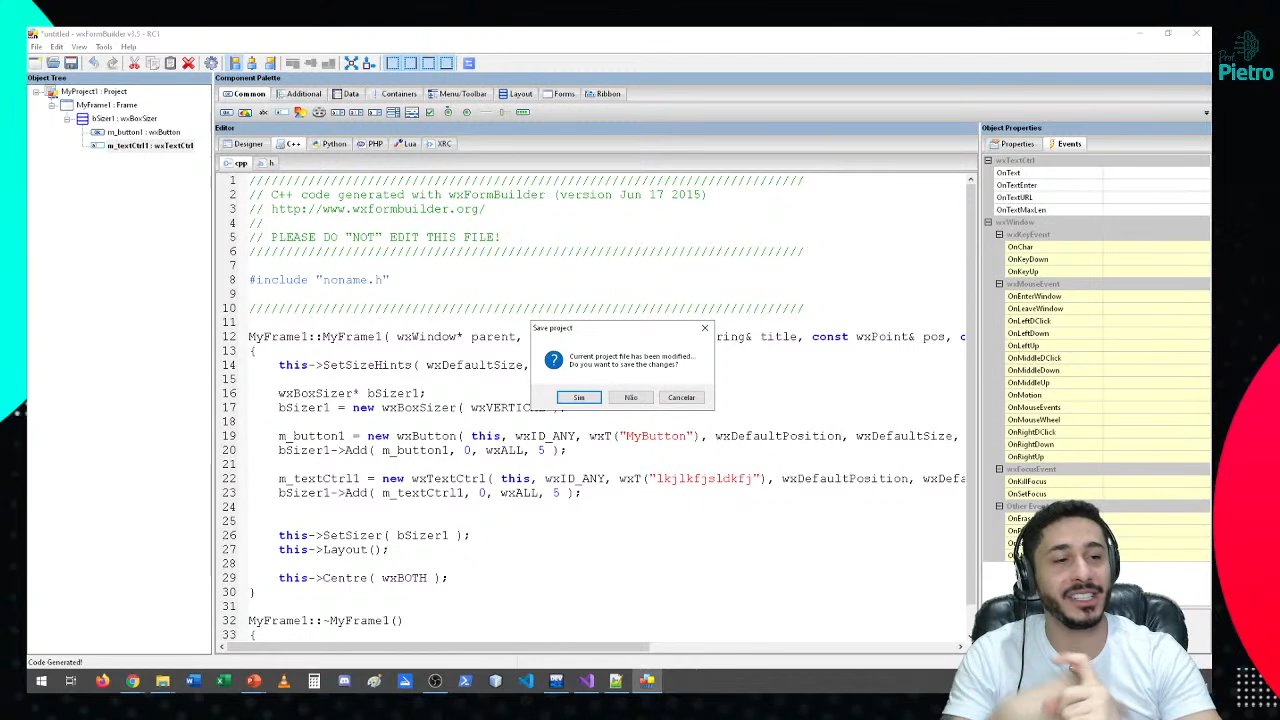 *untitled - wxFormBuilder v3.5 - RC1
File Edit View Tools Help
Prof.
Pietro
Object Tree
MyProject1 : Project
MyFrame1 : Frame
bSizer1 : wxBoxSizer
m_button1 : wxButton
m_textCtrl1 : wxTextCtrl
Component Palette
Common Additional Data Containers Menu/Toolbar Layout Forms Ribbon
Editor
Designer C++ Python PHP Lua XRC
cpp h
1 ////////////////////////////////////////////////////////////////////////////
2 // C++ code generated with wxFormBuilder (version Jun 17 2015)
3 // http://www.wxformbuilder.org/
4 //
5 // PLEASE DO "NOT" EDIT THIS FILE!
6 ////////////////////////////////////////////////////////////////////////////
7
8 #include "noname.h"
9
10 ////////////////////////////////////////////////////////////////////////////
11
12 MyFrame1::MyFrame1( wxWindow* parent, ring& title, const wxPoint& pos,
13 {
14 this->SetSizeHints( wxDefaultSize,
15
16 wxBoxSizer* bSizer1;
17 bSizer1 = new wxBoxSizer( wxVERTICAL );
18
19 m_button1 = new wxButton( this, wxID_ANY, wxT("MyButton"), wxDefaultPosition, wxDefaultSize,
20 bSizer1->Add( m_button1, 0, wxALL, 5 );
21
22 m_textCtrl1 = new wxTextCtrl( this, wxID_ANY, wxT("lkjlkfjsldkfj"), wxDefaultPosition, wxDefa
23 bSizer1->Add( m_textCtrl1, 0, wxALL, 5 );
24
25
26 this->SetSizer( bSizer1 );
27 this->Layout();
28
29 this->Centre( wxBOTH );
30 }
31
32 MyFrame1::~MyFrame1()
33 {
Save project
Current project file has been modified...
Do you want to save the changes?
Sim Não Cancelar
Object Properties
Properties Events
wxTextCtrl
OnText
OnTextEnter
OnTextURL
OnTextMaxLen
wxWindow
wxKeyEvent
OnChar
OnKeyDown
OnKeyUp
wxMouseEvent
OnEnterWindow
OnLeaveWindow
OnLeftDClick
OnLeftDown
OnLeftUp
OnMiddleDClick
OnMiddleDown
OnMiddleUp
OnMotion
OnMouseEvents
OnMouseWheel
OnRightDClick
OnRightDown
OnRightUp
wxFocusEvent
OnKillFocus
OnSetFocus
Other Even
OnEras
Code Generated!